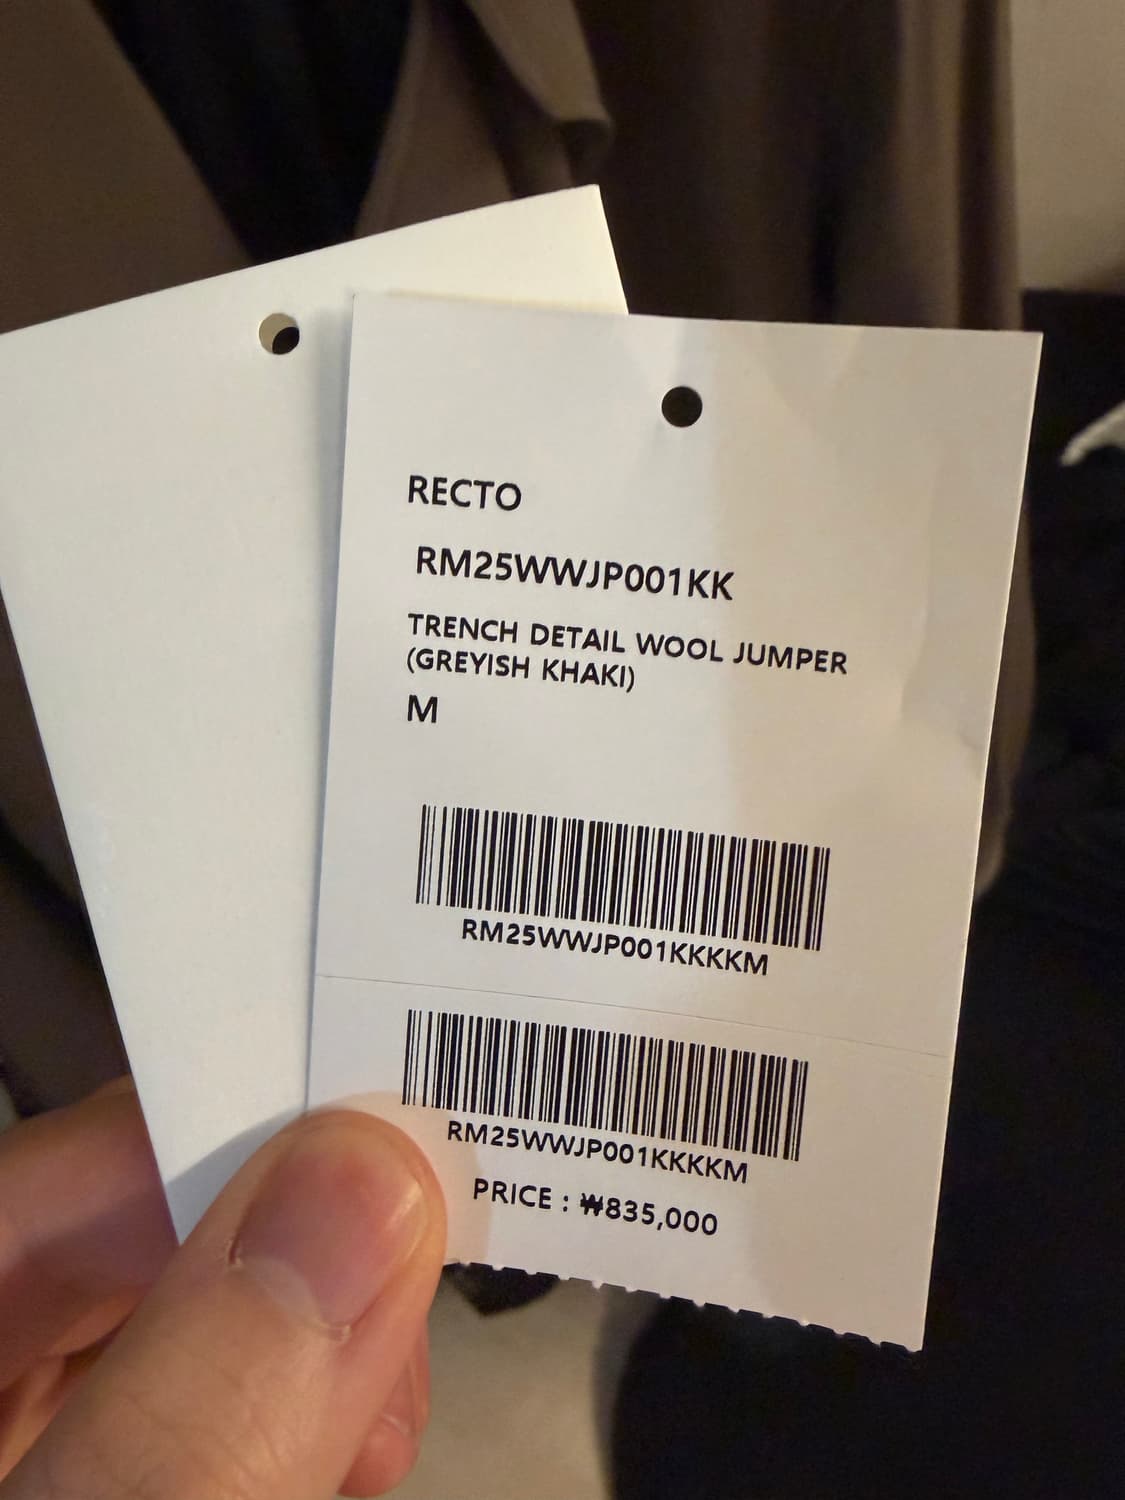 RECTO
RM25WWJP001KK
TRENCH DETAIL WOOL JUMPER
(GREYISH KHAKI)
M
RM25WWJP001KKKKM
RM25WWJP001KKKKM
PRICE : ₩835,000